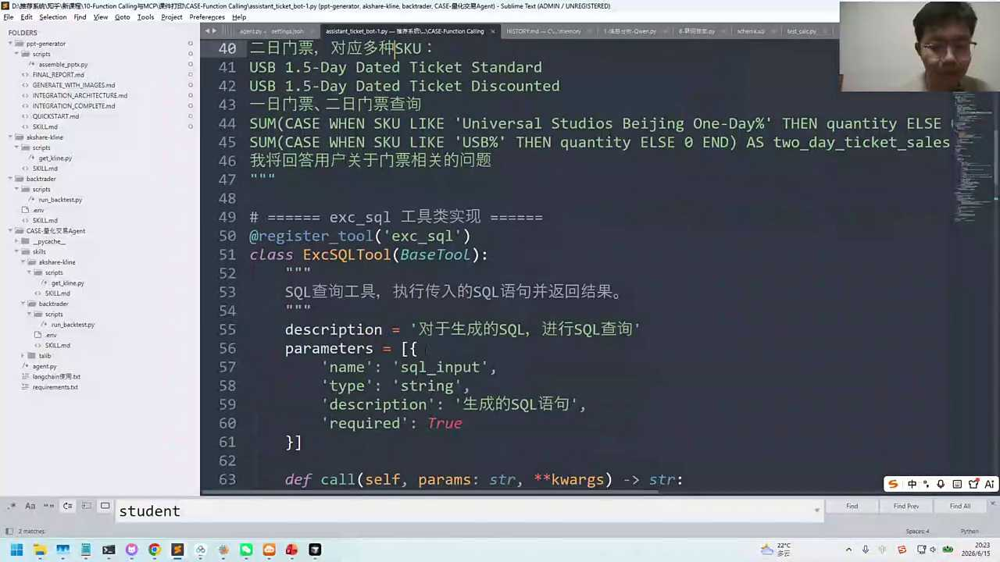 D:\推荐系统\知乎\新课程\10-Function Calling与MCP\课件打印\CASE-Function Calling\assistant_ticket_bot-1.py (ppt-generator, akshare-kline, backtrader, CASE-量化交易Agent) - Sublime Text (ADMIN / UNREGISTERED)
File Edit Selection Find View Goto Tools Project Preferences Help
FOLDERS
ppt-generator
scripts
assemble_pptx.py
FINAL_REPORT.md
GENERATE_WITH_IMAGES.md
INTEGRATION_ARCHITECTURE.md
INTEGRATION_COMPLETE.md
QUICKSTART.md
SKILL.md
akshare-kline
scripts
get_kline.py
SKILL.md
backtrader
scripts
run_backtest.py
.env
SKILL.md
CASE-量化交易Agent
__pycache__
skills
akshare-kline
scripts
get_kline.py
SKILL.md
backtrader
scripts
run_backtest.py
.env
SKILL.md
talib
agent.py
langchain使用.txt
requirements.txt
agent.py settings.json assistant_ticket_bot-1.py — 推荐系统\...\CASE-Function Calling HISTORY.md — C:\...\memory 1-情感分析-Qwen.py test_calc.py
40 二日门票，对应多种SKU：
41 USB 1.5-Day Dated Ticket Standard
42 USB 1.5-Day Dated Ticket Discounted
43 一日门票、二日门票查询
44 SUM(CASE WHEN SKU LIKE 'Universal Studios Beijing One-Day%' THEN quantity ELSE
45 SUM(CASE WHEN SKU LIKE 'USB%' THEN quantity ELSE 0 END) AS two_day_ticket_sales
46 我将回答用户关于门票相关的问题
47 """
48
49 # ====== exc_sql 工具类实现 ======
50 @register_tool('exc_sql')
51 class ExcSQLTool(BaseTool):
52 """
53 SQL查询工具，执行传入的SQL语句并返回结果。
54 """
55 description = '对于生成的SQL，进行SQL查询'
56 parameters = [{
57 'name': 'sql_input',
58 'type': 'string',
59 'description': '生成的SQL语句',
60 'required': True
61 }]
62
63 def call(self, params: str, **kwargs) -> str:
中
Ai
.* Aa student Find Find Prev Find All
2 matches Spaces: 4 Python
22°C
多云
20:23
2026/6/15